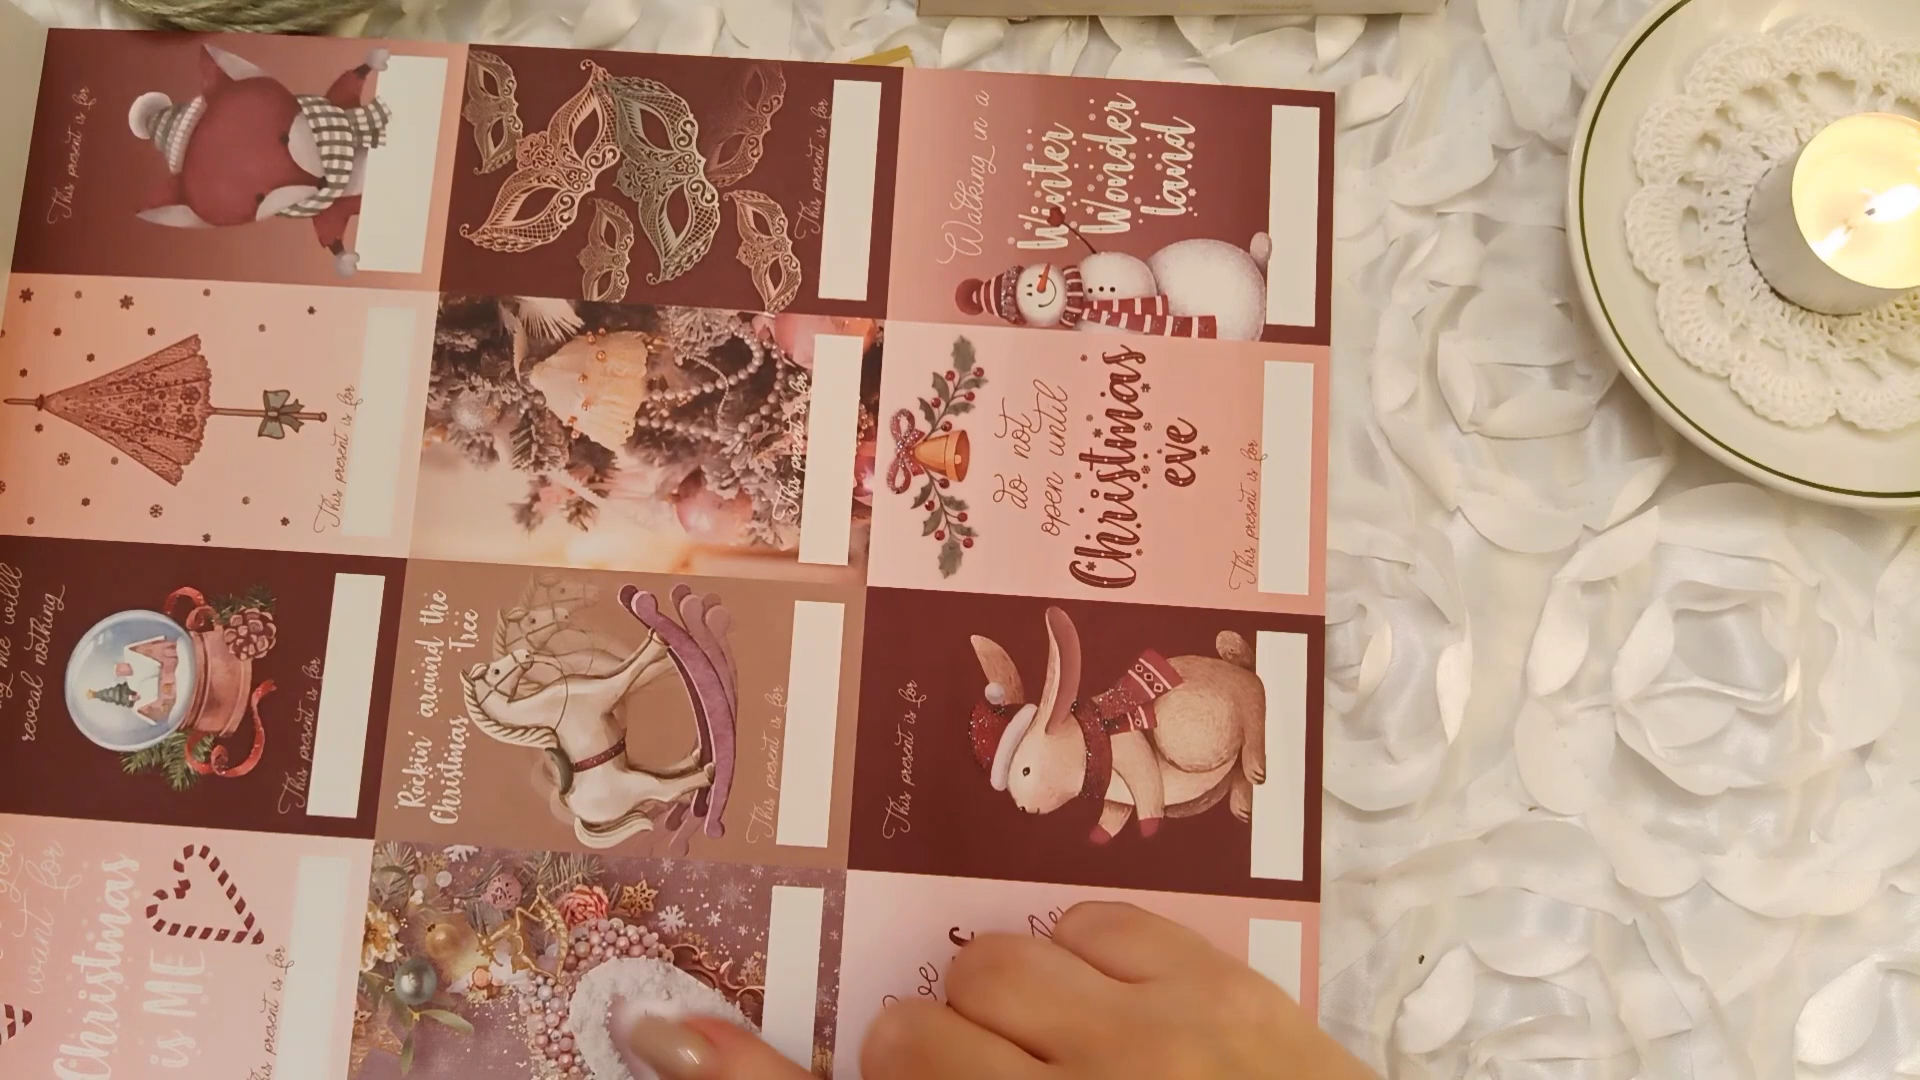 This present is for
This present is for
Walking in a
Winter
Wonder
land
This present is for
This present is for
do not
open until
Christmas
eve
This present is for
me will
reveal nothing
This present is for
Rockin' around the
Christmas Tree
This present is for
This present is for
you
want for
Christmas
is ME
This present is for